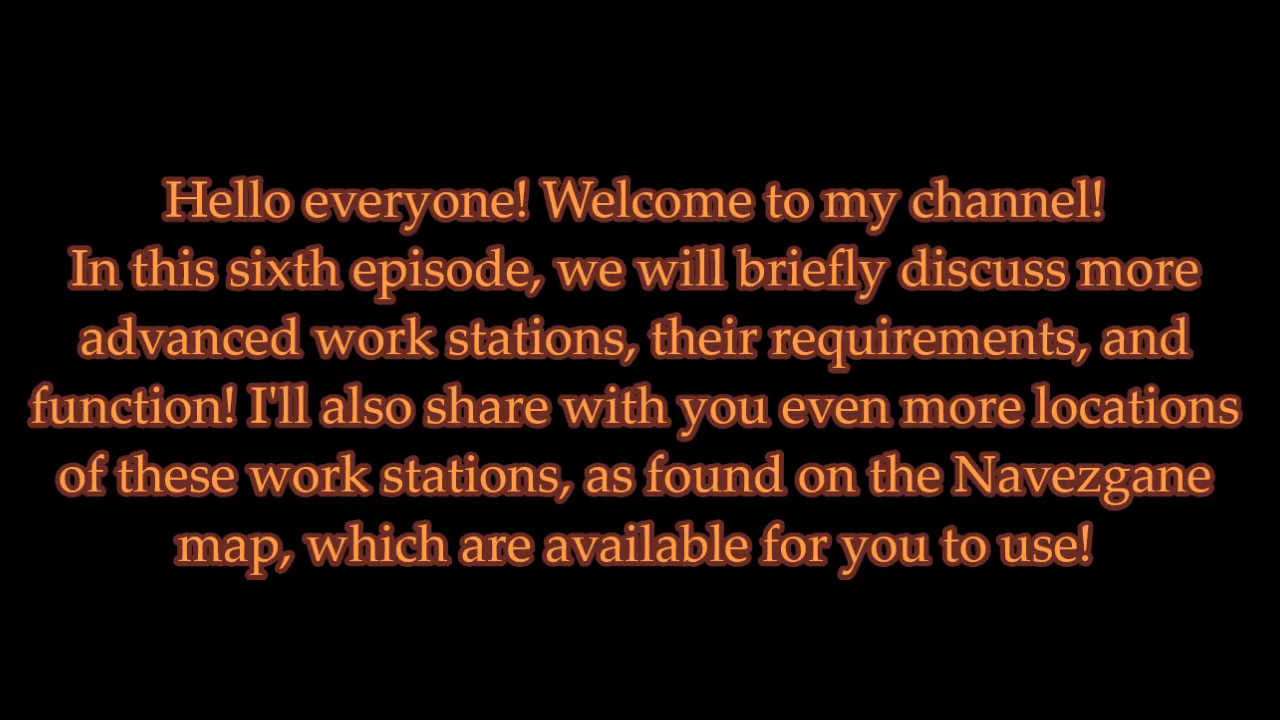 Hello everyone! Welcome to my channel!
In this sixth episode, we will briefly discuss more
advanced work stations, their requirements, and
function! I'll also share with you even more locations
of these work stations, as found on the Navezgane
map, which are available for you to use!